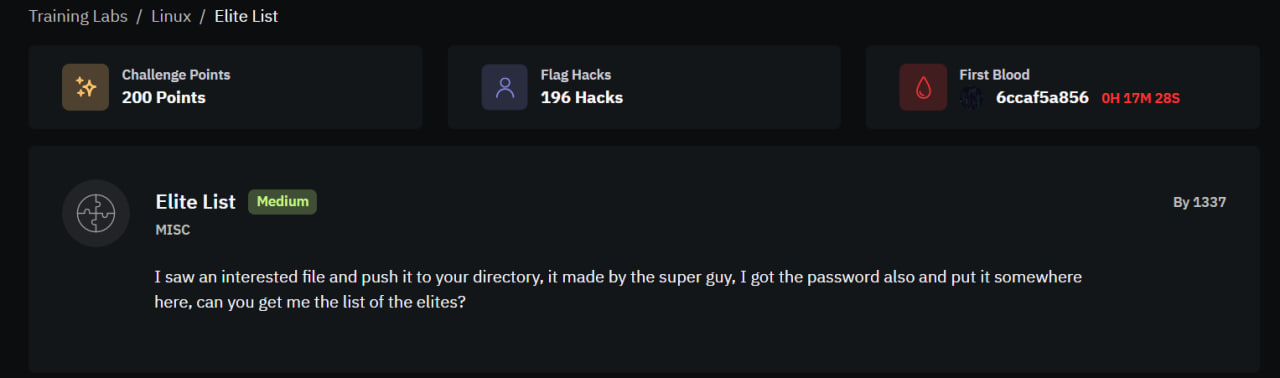 Training Labs / Linux / Elite List
Challenge Points
200 Points
Flag Hacks
196 Hacks
First Blood
6ccaf5a856 0H 17M 28S
Elite List Medium
By 1337
MISC
I saw an interested file and push it to your directory, it made by the super guy, I got the password also and put it somewhere
here, can you get me the list of the elites?